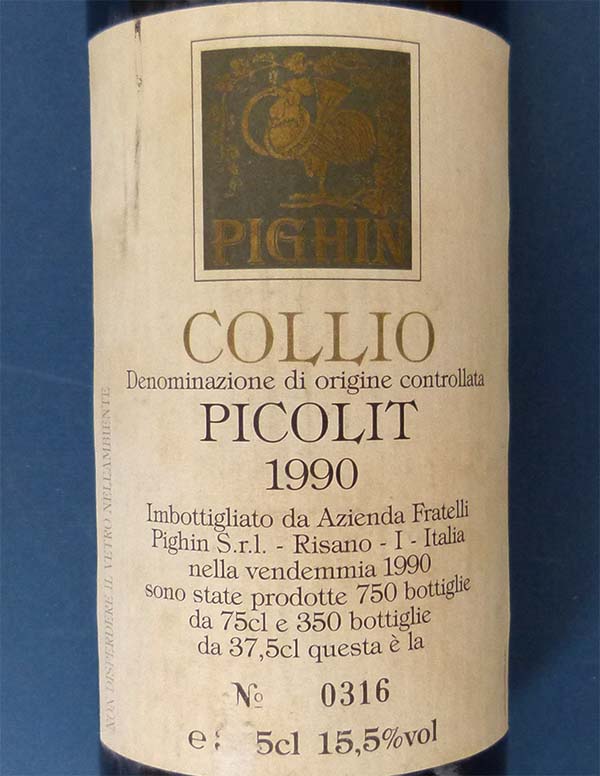 PIGHIN
COLLIO
Denominazione di origine controllata
PICOLIT
1990
Imbottigliato da Azienda Fratelli
Pighin S.r.l. - Risano - I - Italia
nella vendemmia 1990
sono state prodotte 750 bottiglie
da 75cl e 350 bottiglie
da 37,5cl questa è la
No 0316
e 5cl 15,5%vol
NON DISPERDERE IL VETRO NELL'AMBIENTE